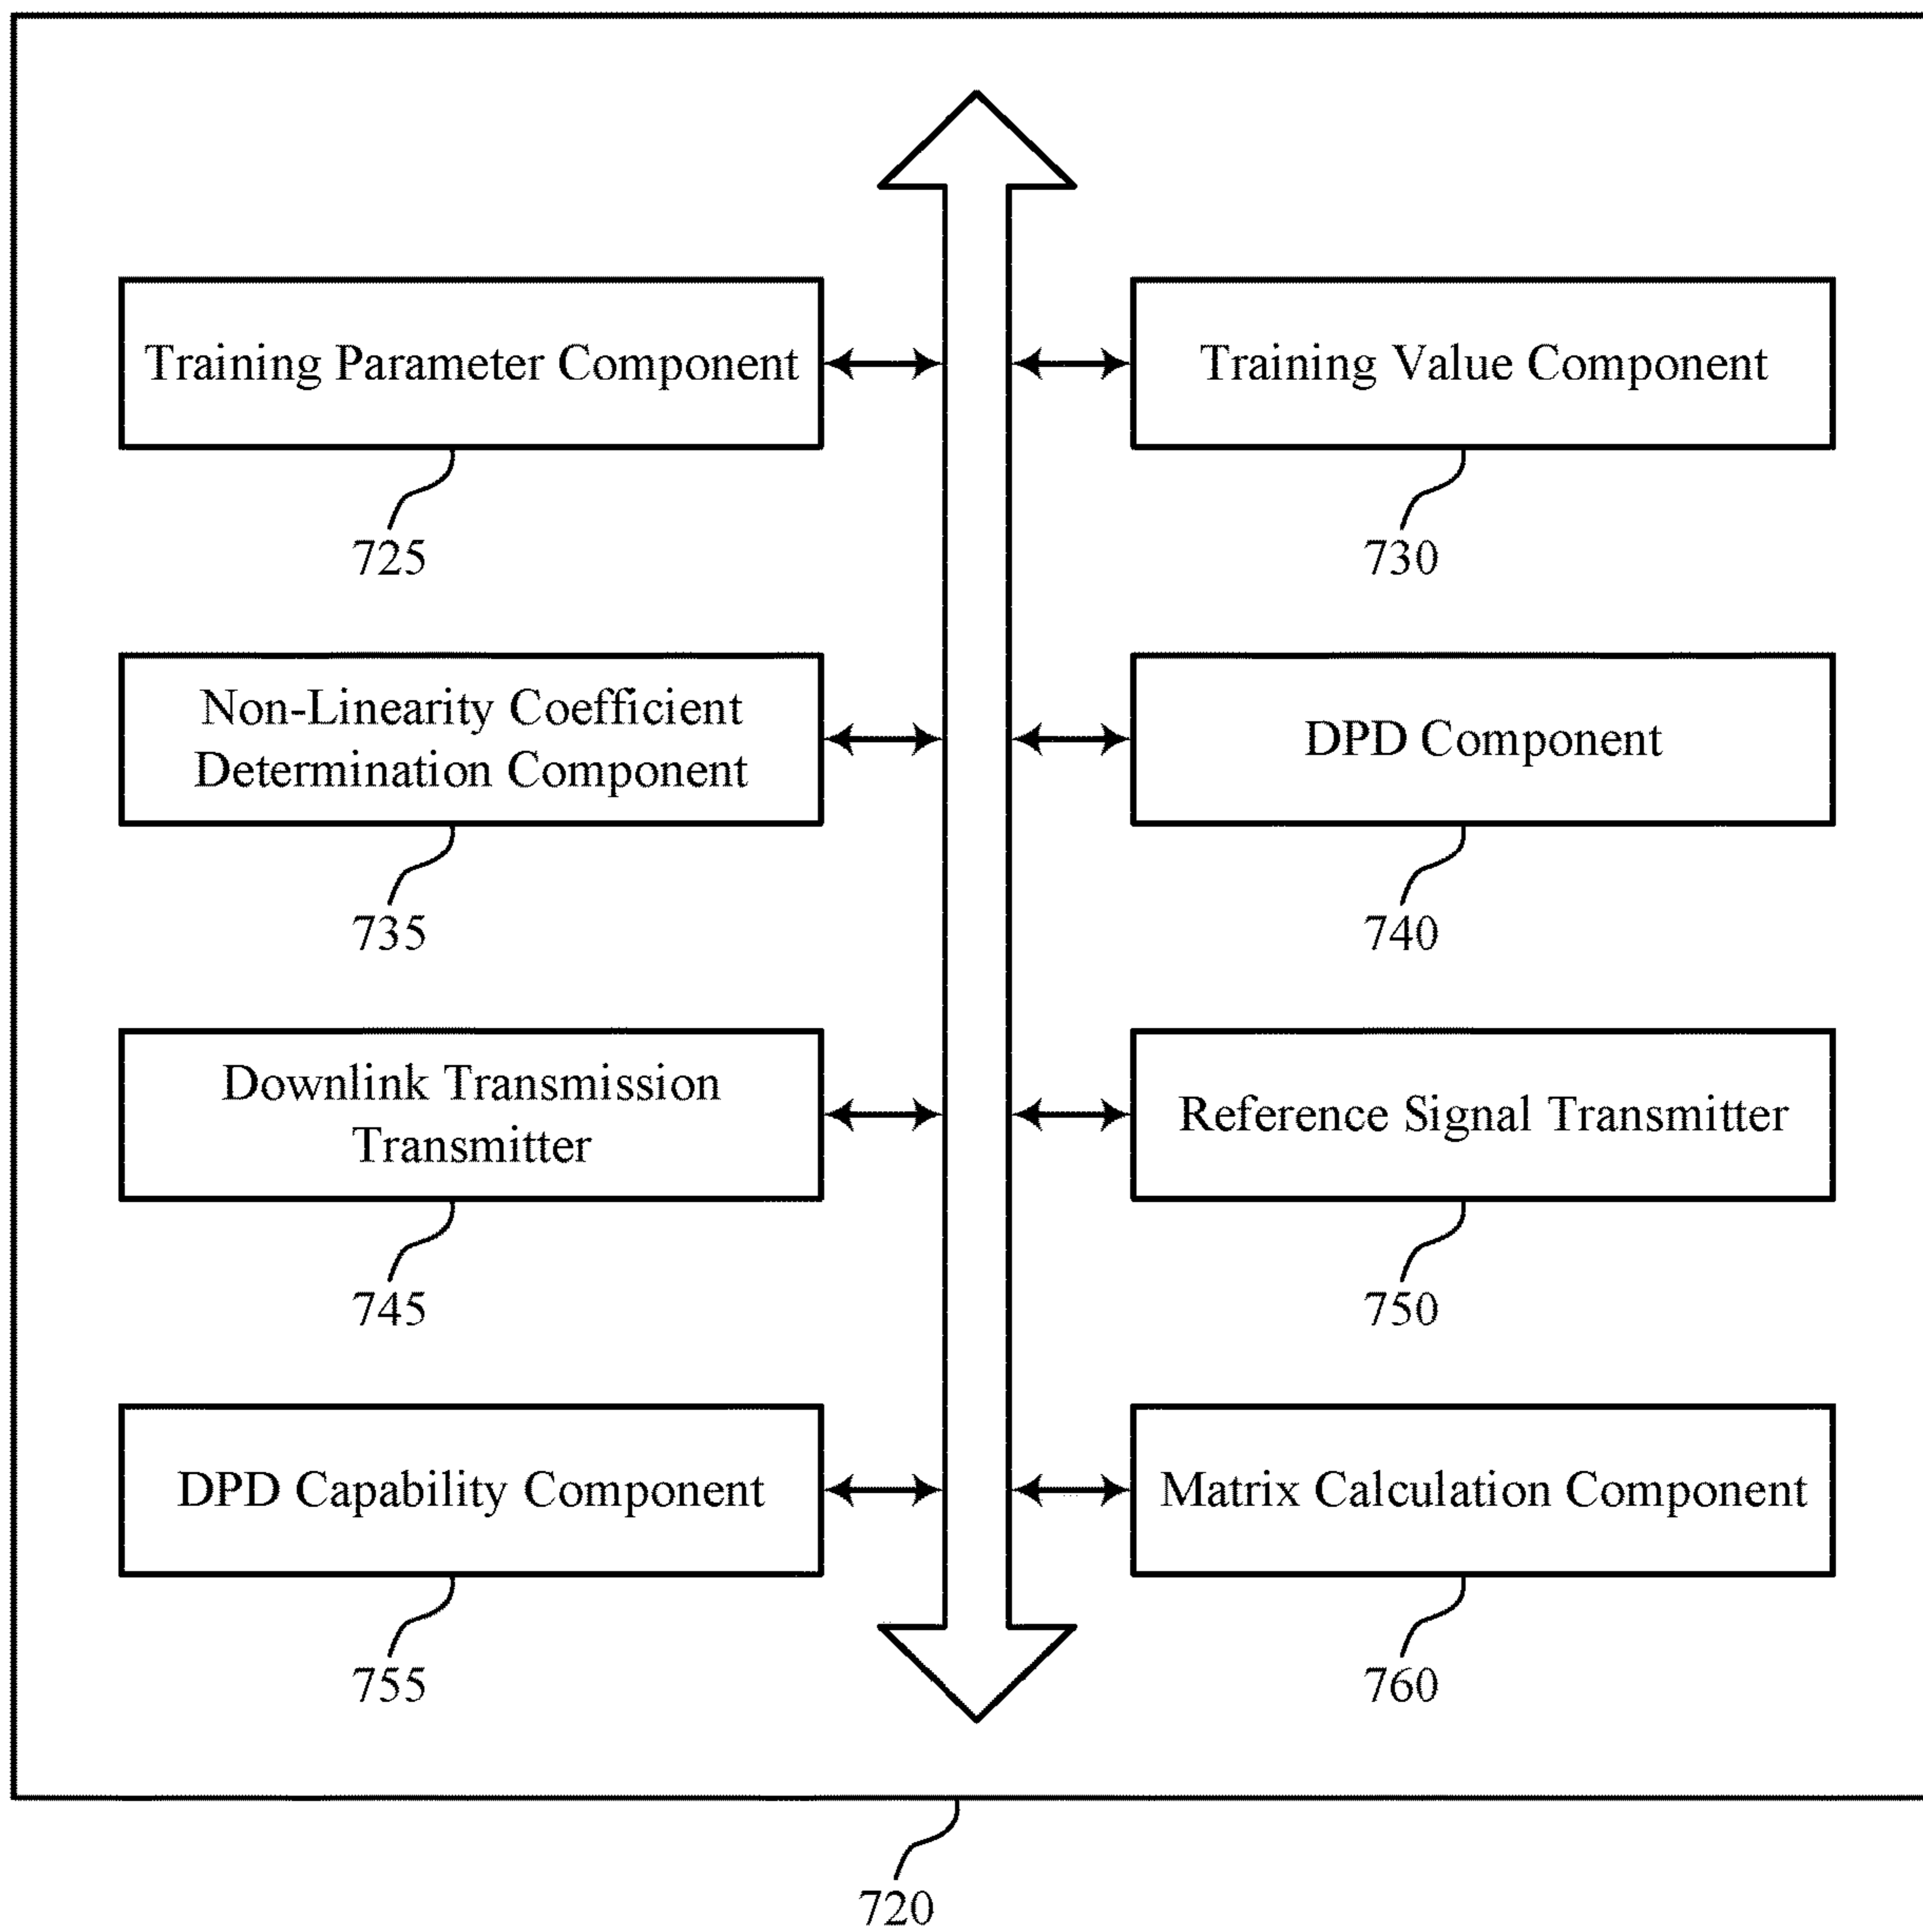 Training Parameter Component
725
Training Value Component
730
Non-Linearity Coefficient
Determination Component
735
DPD Component
740
Downlink Transmission
Transmitter
745
Reference Signal Transmitter
750
DPD Capability Component
755
Matrix Calculation Component
760
720